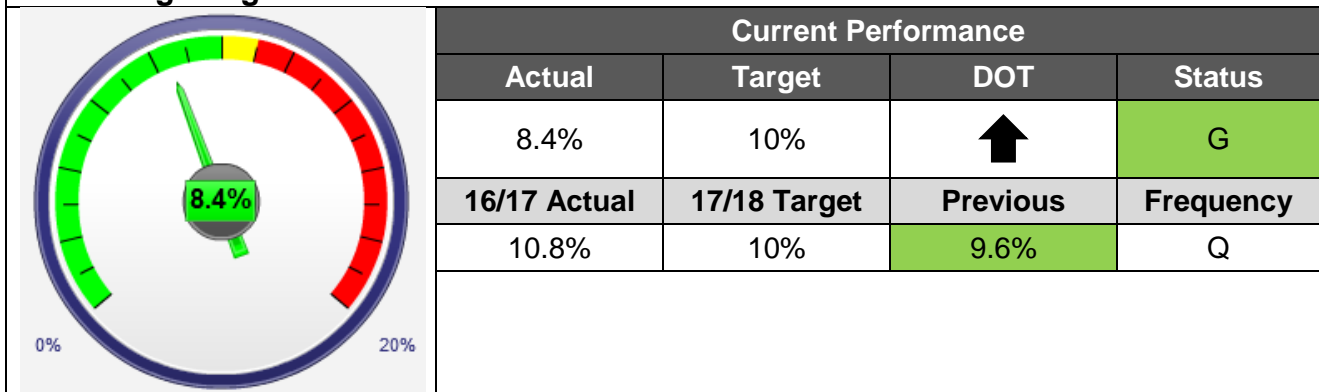 Current Performance
Actual Target DOT Status
8.4% 10% G
16/17 Actual 17/18 Target Previous Frequency
10.8% 10% 9.6% Q
8.4%
0% 20%